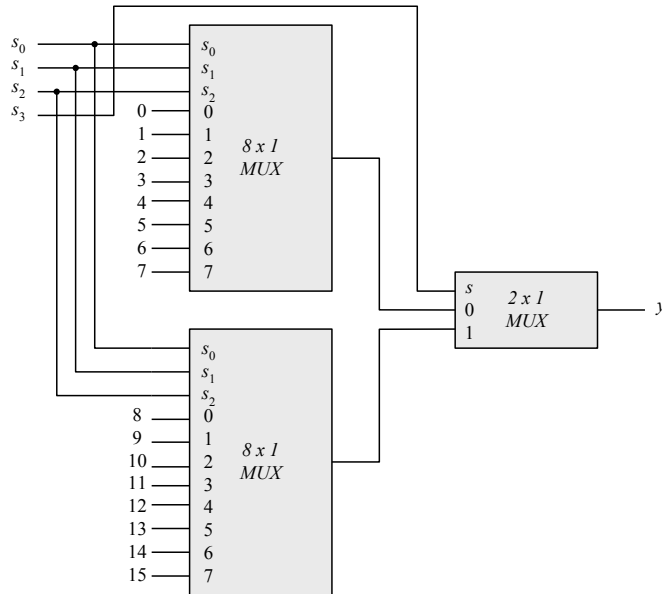 s0 s0
s1 s1
s2 s2
s3
0 0
1 1
2 2
3 3
4 4
5 5
6 6
7 7
8 x 1
MUX
s
0
1
2 x 1
MUX
y
s0
s1
s2
8 0
9 1
10 2
11 3
12 4
13 5
14 6
15 7
8 x 1
MUX